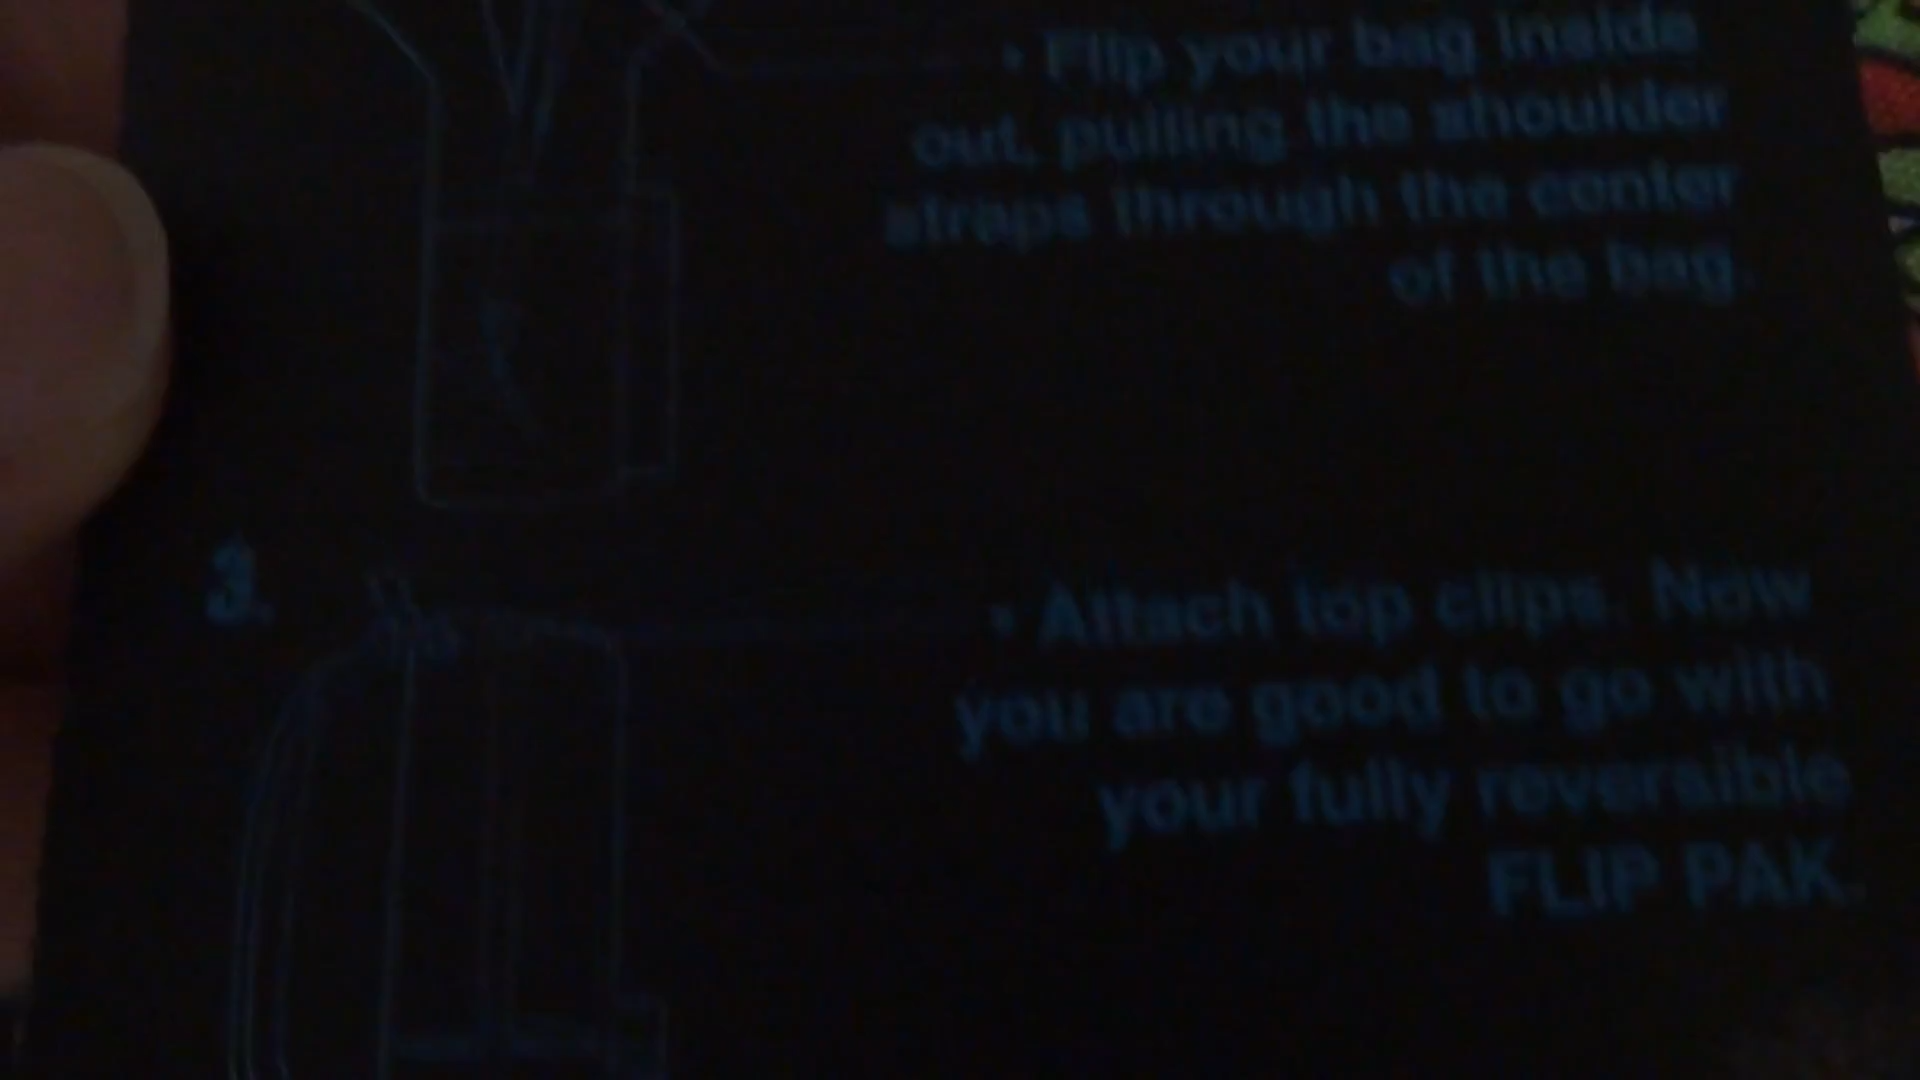 • Flip your bag inside
out, pulling the shoulder
straps through the center
of the bag.
3.
• Attach top clips. Now
you are good to go with
your fully reversible
FLIP PAK.